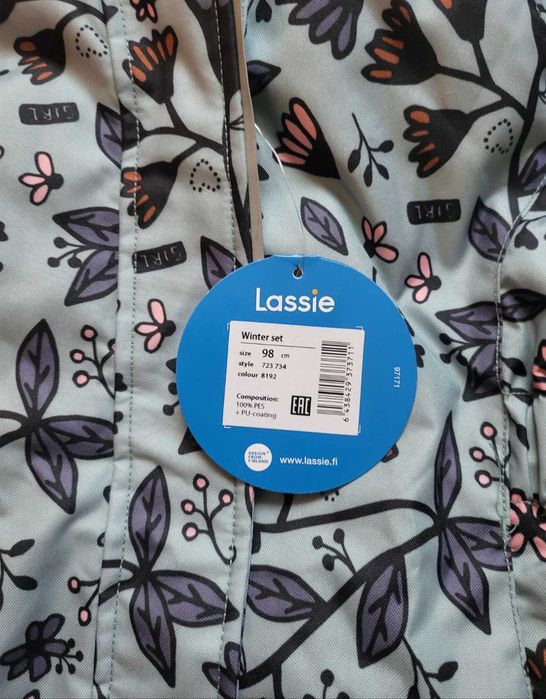 GIRL
GIRL
GIRL
Lassie
Winter set
size 98 cm
style 723 734
colour 8192
Composition:
100% PES
+ PU-coating
EAC
6 438429 373711
97171
DESIGN
FROM
FINLAND
www.lassie.fi